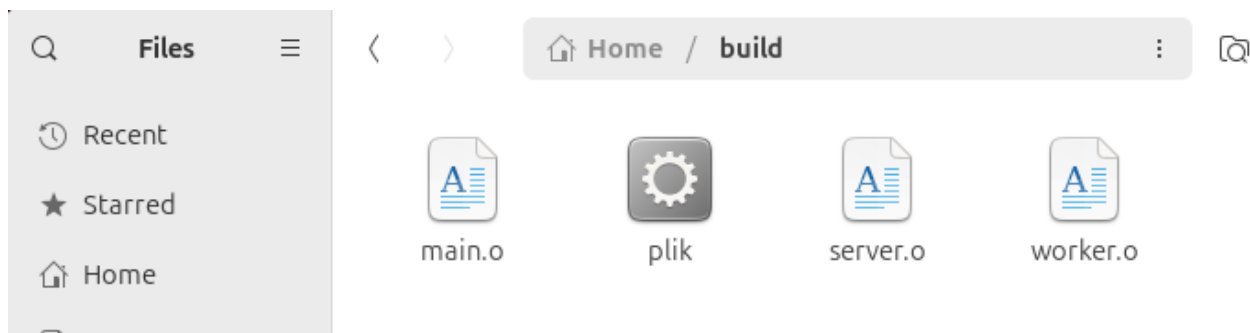 Files
Home / build
Recent
Starred
Home
main.o
plik
server.o
worker.o